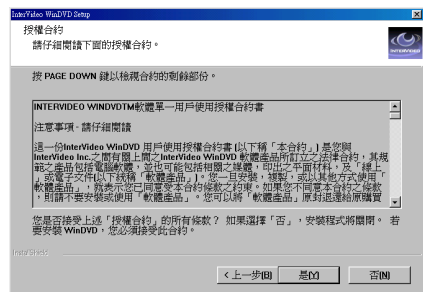 InterVideo WinDVD Setup
授權合約
請仔細閱讀下面的授權合約。
INTERVIDEO
按 PAGE DOWN 鍵以檢視合約的剩餘部份。
INTERVIDEO WINDVDTM軟體單一用戶使用授權合約書
注意事項 - 請仔細閱讀
這一份InterVideo WinDVD 用戶使用授權合約書 (以下稱「本合約」) 是您與
InterVideo Inc.之間有關上開之InterVideo WinDVD 軟體產品所訂立之法律合約，其規
範之產品包括電腦軟體，並也可能包括相關之媒體，印出之平面材料，及「線上
」或電子文件(以下統稱「軟體產品」)。您一旦安裝，複製，或以其他方式使用「
軟體產品」，就表示您已同意受本合約條款之約束。如果您不同意本合約之條款
，則請不要安裝或使用「軟體產品」。您可以將「軟體產品」原封退還給原購買
您是否接受上述「授權合約」的所有條款？ 如果選擇「否」，安裝程式將關閉。 若
要安裝 WinDVD，您必須接受此合約。
InstallShield
< 上一步(B)
是(Y)
否(N)